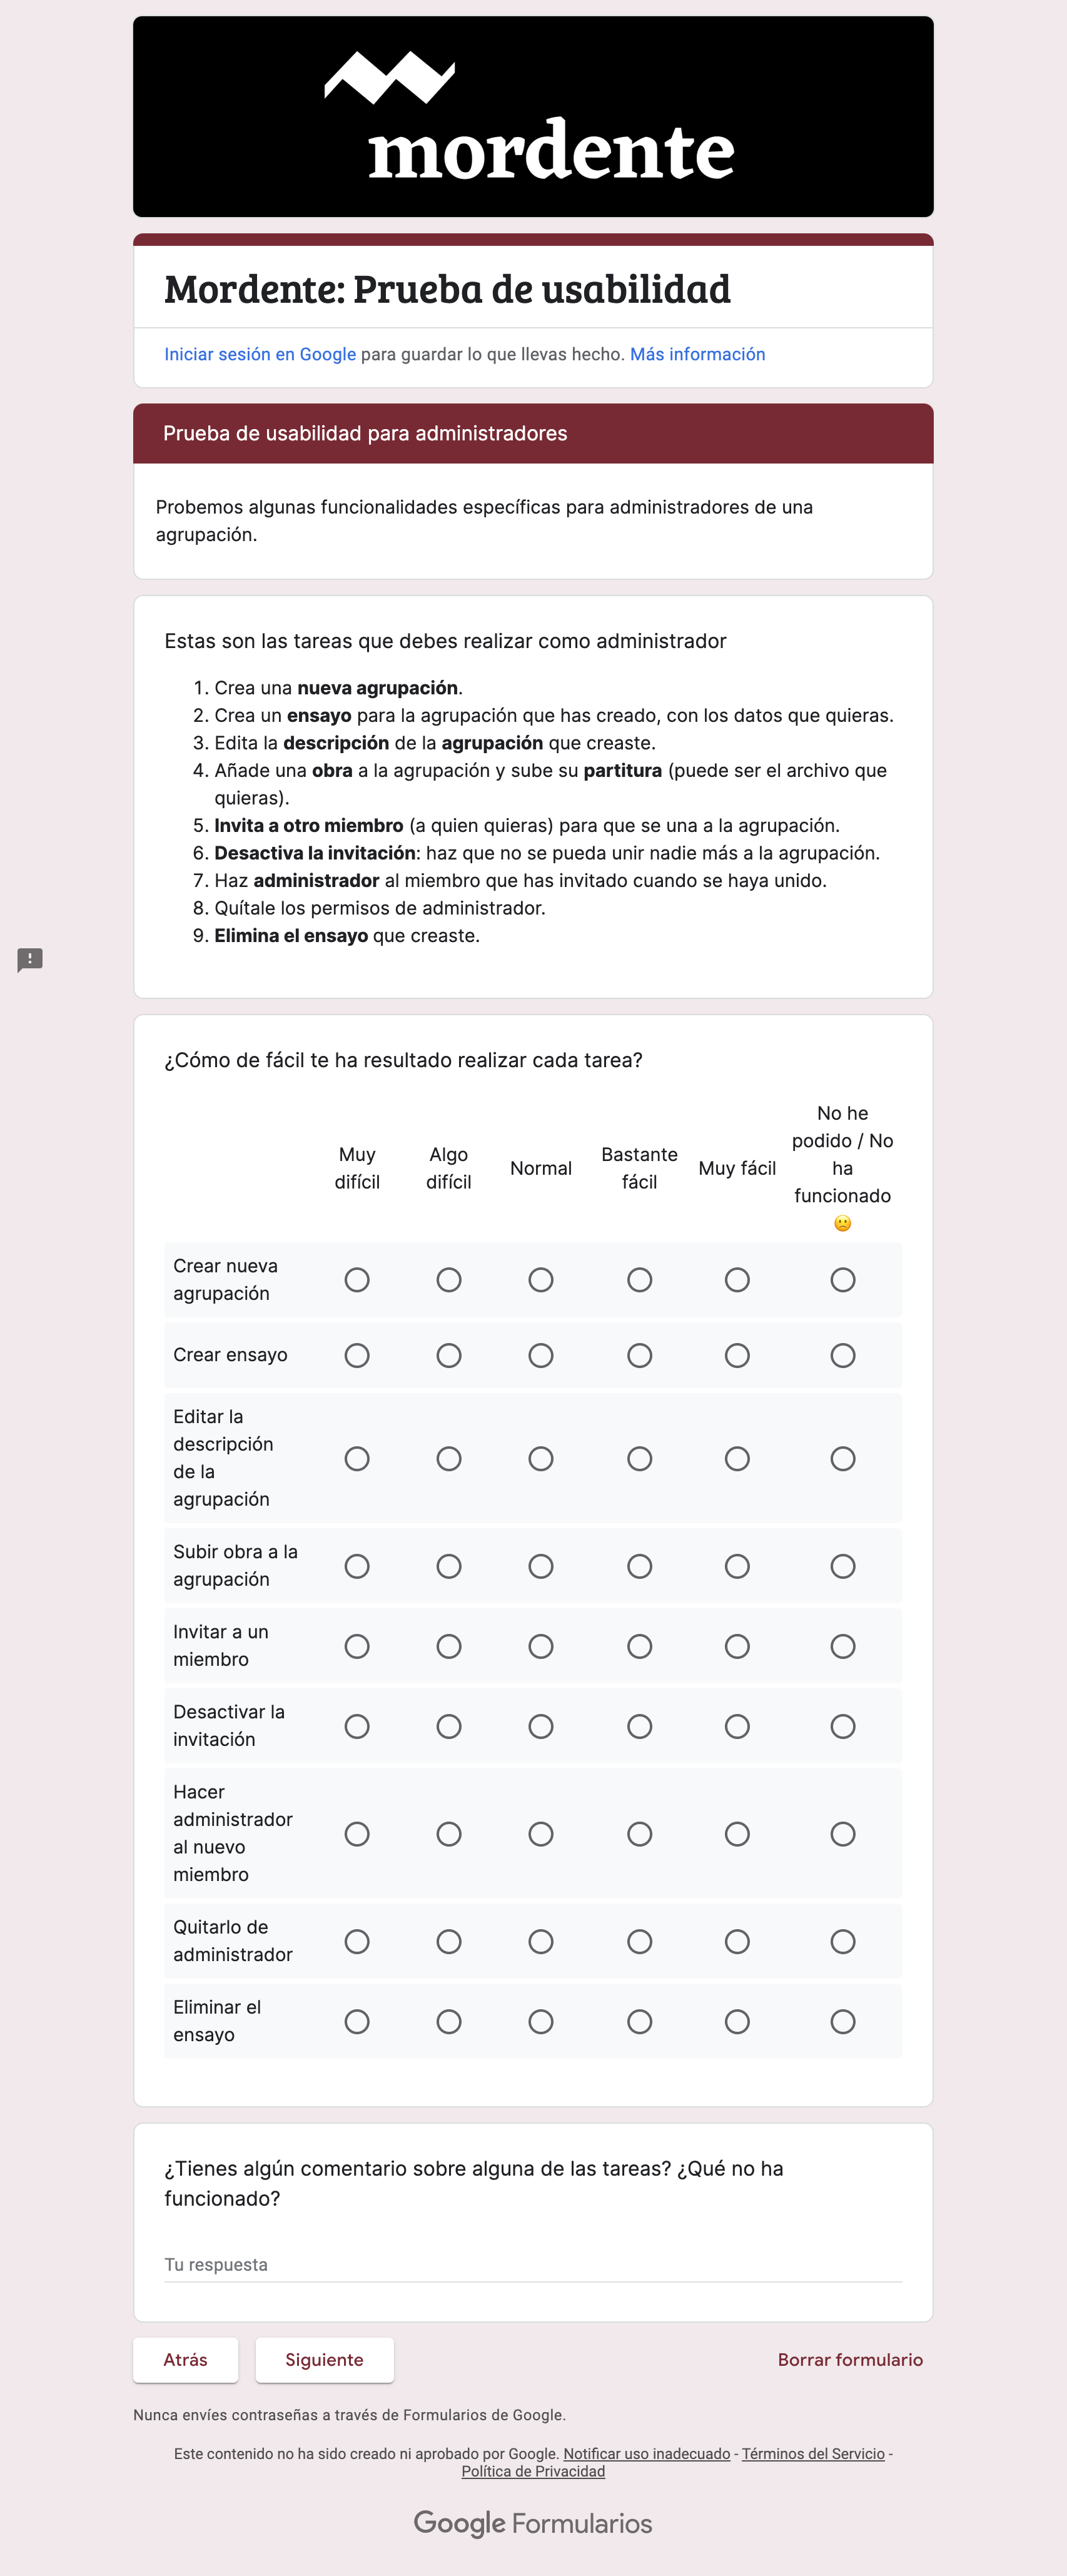 mordente
Mordente: Prueba de usabilidad
Iniciar sesión en Google para guardar lo que llevas hecho. Más información
Prueba de usabilidad para administradores
Probemos algunas funcionalidades específicas para administradores de una
agrupación.
Estas son las tareas que debes realizar como administrador
1. Crea una nueva agrupación.
2. Crea un ensayo para la agrupación que has creado, con los datos que quieras.
3. Edita la descripción de la agrupación que creaste.
4. Añade una obra a la agrupación y sube su partitura (puede ser el archivo que
quieras).
5. Invita a otro miembro (a quien quieras) para que se una a la agrupación.
6. Desactiva la invitación: haz que no se pueda unir nadie más a la agrupación.
7. Haz administrador al miembro que has invitado cuando se haya unido.
8. Quítale los permisos de administrador.
9. Elimina el ensayo que creaste.
¿Cómo de fácil te ha resultado realizar cada tarea?
Muy
difícil
Algo
difícil
Normal
Bastante
fácil
Muy fácil
No he
podido / No
ha
funcionado
🙁
Crear nueva
agrupación
Crear ensayo
Editar la
descripción
de la
agrupación
Subir obra a la
agrupación
Invitar a un
miembro
Desactivar la
invitación
Hacer
administrador
al nuevo
miembro
Quitarlo de
administrador
Eliminar el
ensayo
¿Tienes algún comentario sobre alguna de las tareas? ¿Qué no ha
funcionado?
Tu respuesta
Atrás
Siguiente
Borrar formulario
Nunca envíes contraseñas a través de Formularios de Google.
Este contenido no ha sido creado ni aprobado por Google. Notificar uso inadecuado - Términos del Servicio -
Política de Privacidad
Google Formularios